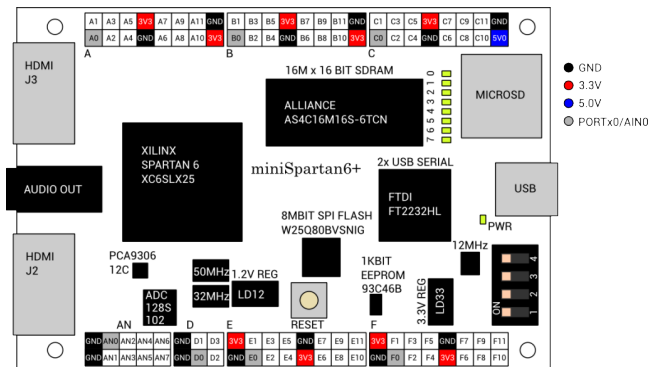 A1 A3 A5 3V3 A7 A9 A11 GND
A0 A2 A4 GND A6 A8 A10 3V3
A
B1 B3 B5 3V3 B7 B9 B11 GND
B0 B2 B4 GND B6 B8 B10 3V3
B
C1 C3 C5 3V3 C7 C9 C11 GND
C0 C2 C4 GND C6 C8 C10 5V0
C
GND
3.3V
5.0V
PORTx0/AIN0
HDMI
J3
16M x 16 BIT SDRAM
ALLIANCE
AS4C16M16S-6TCN
7 6 5 4 3 2 1 0
MICROSD
XILINX
SPARTAN 6
XC6SLX25
miniSpartan6+
2x USB SERIAL
FTDI
FT2232HL
AUDIO OUT
USB
PWR
8MBIT SPI FLASH
W25Q80BVSNIG
HDMI
J2
PCA9306
12C
50MHz
32MHz
1.2V REG
LD12
ADC
128S
102
RESET
1KBIT
EEPROM
93C46B
3.3V REG
LD33
12MHz
ON
1 2 3 4
AN
GND AN0 AN2 AN4 AN6
GND AN1 AN3 AN5 AN7
D
GND D1 D3
GND D0 D2
E
3V3 E1 E3 E5 GND E7 E9 E11
GND E0 E2 E4 3V3 E6 E8 E10
F
3V3 F1 F3 F5 GND F7 F9 F11
GND F0 F2 F4 3V3 F6 F8 F10